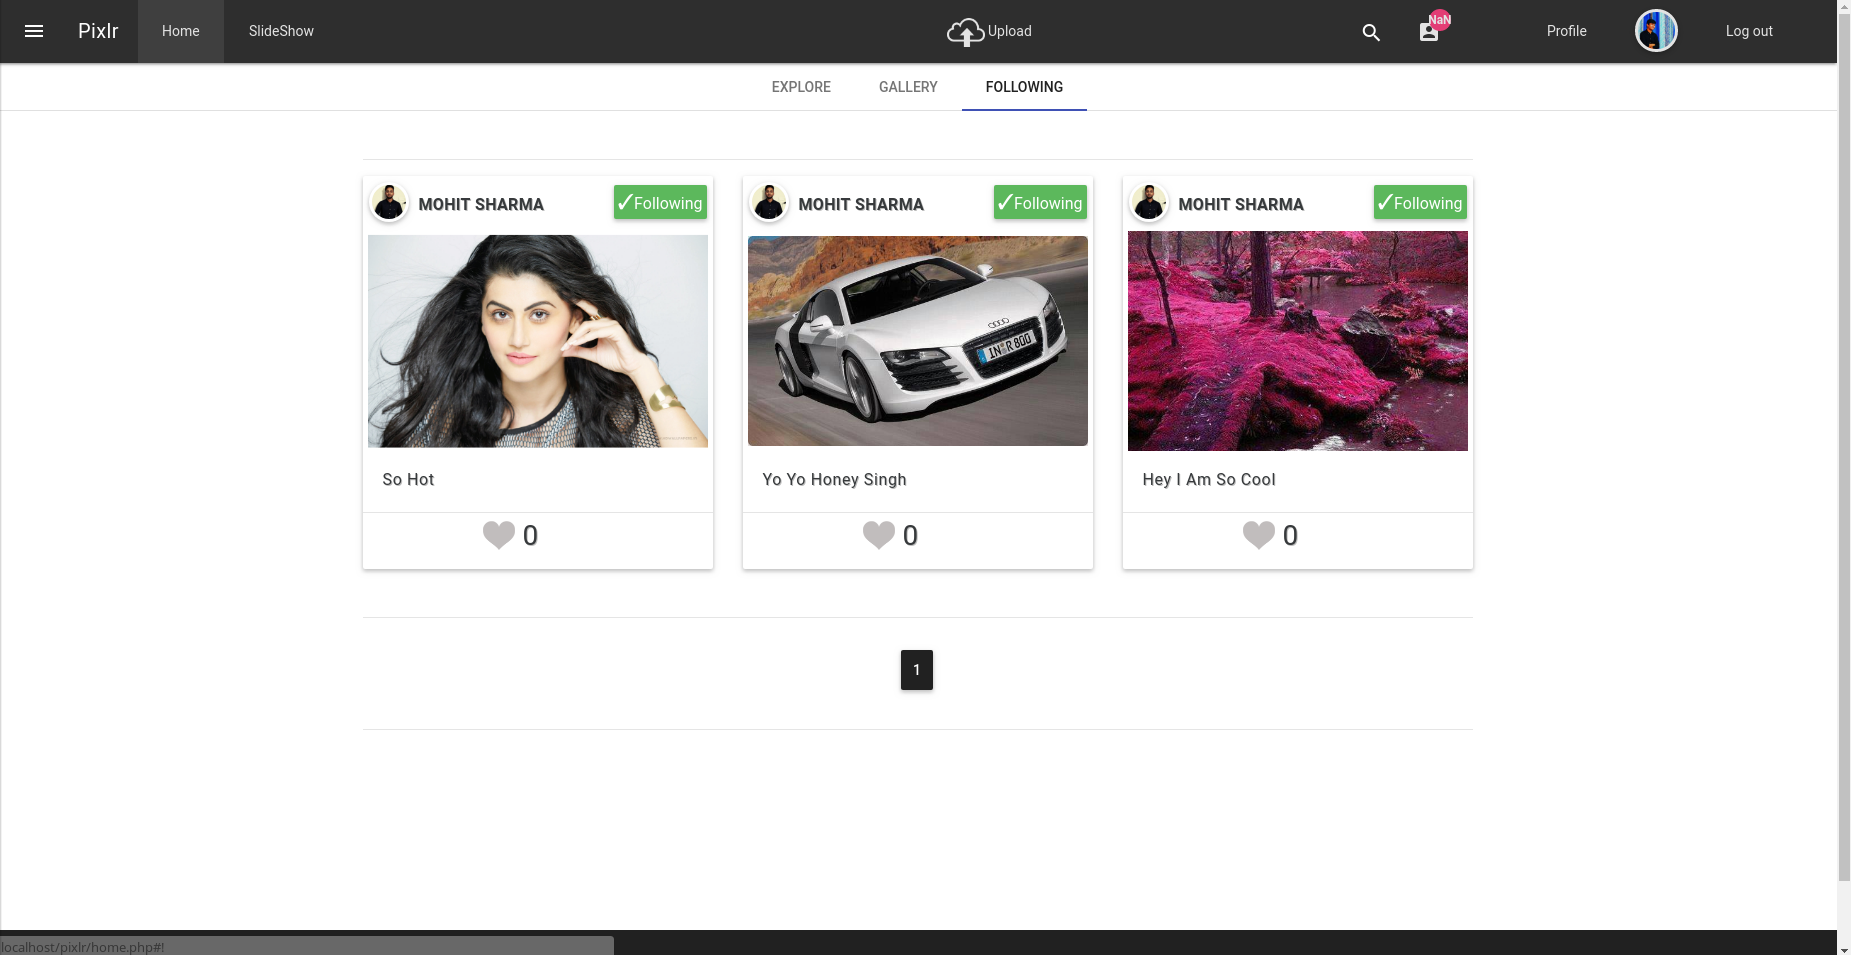 Pixlr Home SlideShow Upload NaN Profile Log out
EXPLORE GALLERY FOLLOWING
MOHIT SHARMA ✓Following
So Hot
0
MOHIT SHARMA ✓Following
IN R 800
Yo Yo Honey Singh
0
MOHIT SHARMA ✓Following
Hey I Am So Cool
0
1
localhost/pixlr/home.php#!